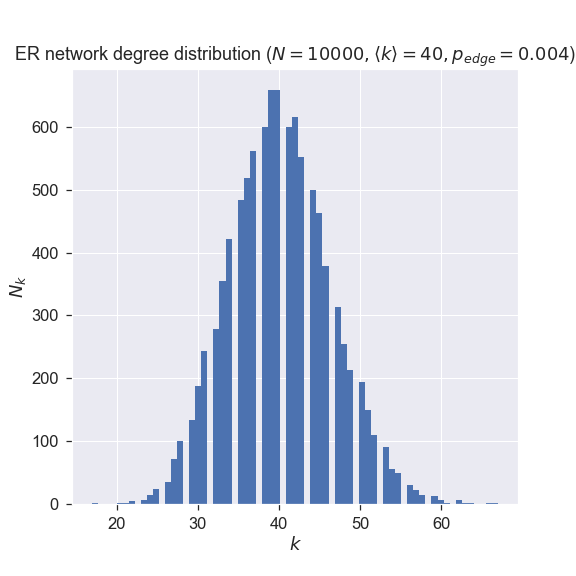 ER network degree distribution (N = 10000, ⟨k⟩ = 40, p_edge = 0.004)
600
500
400
300
200
100
0
N_k
20 30 40 50 60
k